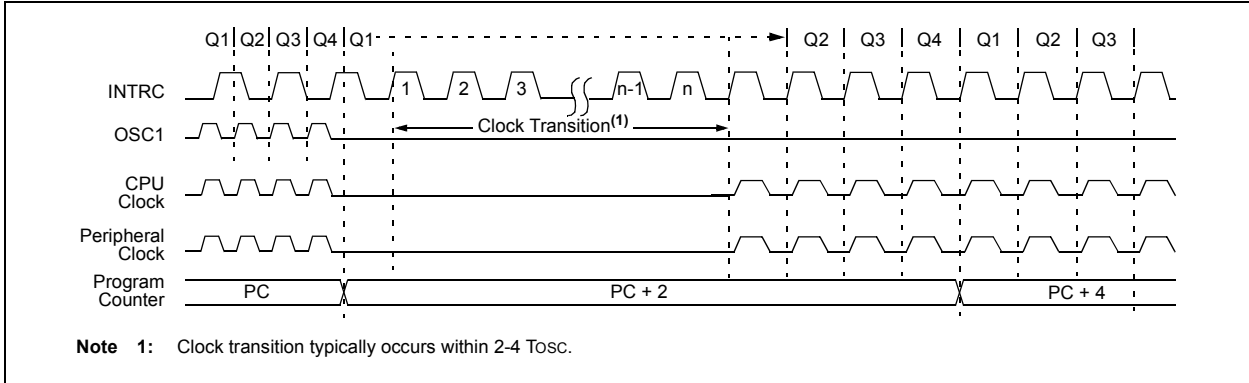 Q1 Q2 Q3 Q4 Q1 Q2 Q3 Q4 Q1 Q2 Q3
INTRC
1 2 3 n-1 n
OSC1
Clock Transition(1)
CPU
Clock
Peripheral
Clock
Program
Counter
PC PC + 2 PC + 4
Note 1: Clock transition typically occurs within 2-4 TOSC.